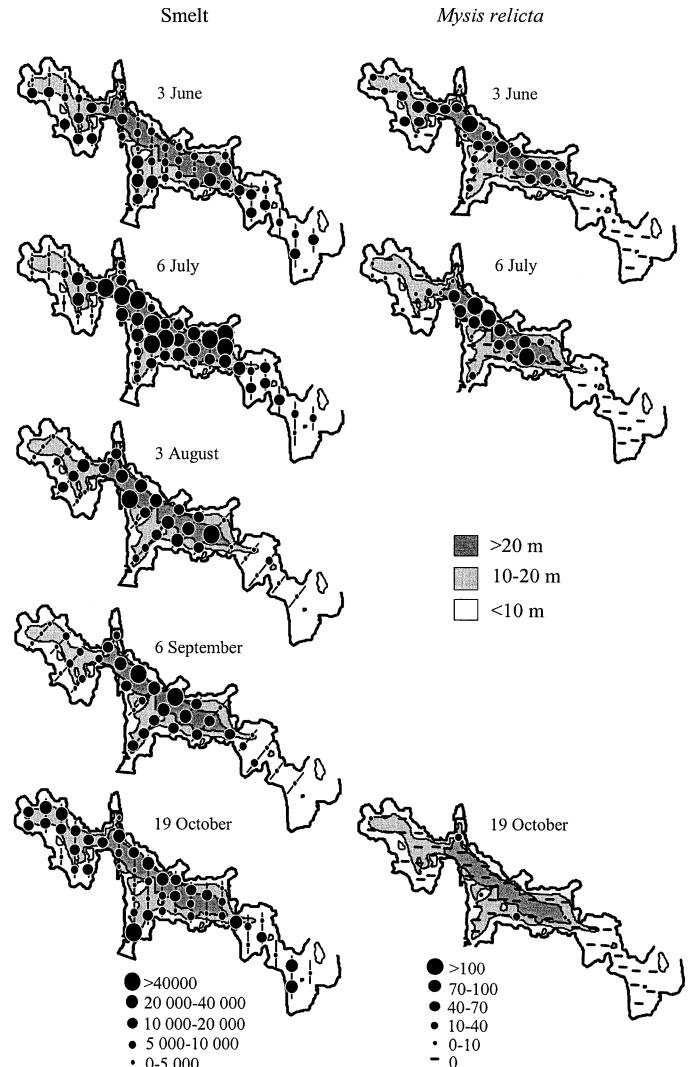 Smelt
Mysis relicta
3 June
3 June
6 July
6 July
3 August
>20 m
10-20 m
<10 m
6 September
19 October
19 October
>40000
20 000-40 000
10 000-20 000
5 000-10 000
0-5 000
>100
70-100
40-70
10-40
0-10
0